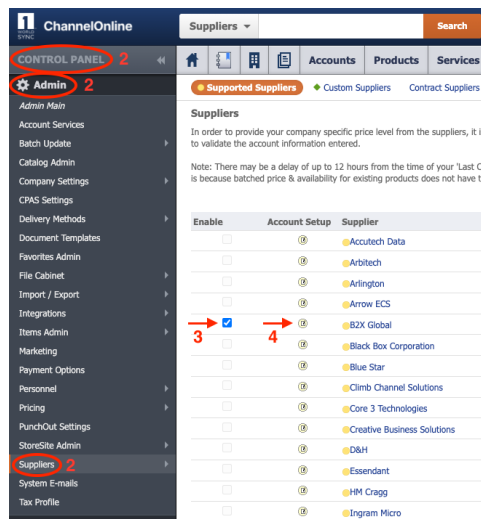 1
WORLD
SYNC
ChannelOnline
Suppliers
Search
CONTROL PANEL 2
Accounts Products Services
Admin 2
Supported Suppliers Custom Suppliers Contract Suppliers
Admin Main
Account Services
Batch Update
Catalog Admin
Company Settings
CPAS Settings
Delivery Methods
Document Templates
Favorites Admin
File Cabinet
Import / Export
Integrations
Items Admin
Marketing
Payment Options
Personnel
Pricing
PunchOut Settings
StoreSite Admin
Suppliers 2
System E-mails
Tax Profile
Suppliers
In order to provide your company specific price level from the suppliers, it i
to validate the account information entered.
Note: There may be a delay of up to 12 hours from the time of your 'Last C
is because batched price & availability for existing products does not have t
Enable Account Setup Supplier
Accutech Data
Arbitech
Arlington
Arrow ECS
3 4 B2X Global
Black Box Corporation
Blue Star
Climb Channel Solutions
Core 3 Technologies
Creative Business Solutions
D&H
Essendant
HM Cragg
Ingram Micro